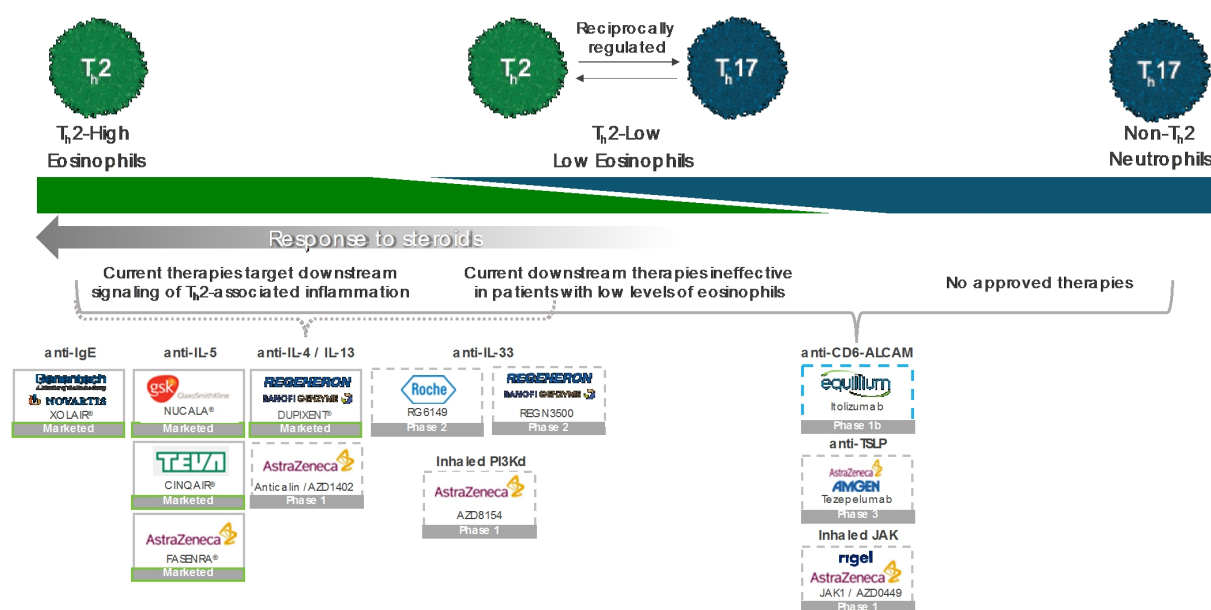 Reciprocally
regulated
Th2
Th2
Th17
Th17
Th2-High
Eosinophils
Th2-Low
Low Eosinophils
Non-Th2
Neutrophils
Response to steroids
Current therapies target downstream
signaling of Th2-associated inflammation
Current downstream therapies ineffective
in patients with low levels of eosinophils
No approved therapies
anti-IgE
Genentech
NOVARTIS
XOLAIR®
Marketed
anti-IL-5
gsk GlaxoSmithKline
NUCALA®
Marketed
TEVA
CINQAIR®
Marketed
AstraZeneca
FASENRA®
Marketed
anti-IL-4 / IL-13
REGENERON
SANOFI GENZYME
DUPIXENT®
Marketed
AstraZeneca
Anticalin / AZD1402
Phase 1
anti-IL-33
Roche
RG6149
Phase 2
REGENERON
SANOFI GENZYME
REGN3500
Phase 2
Inhaled PI3Kd
AstraZeneca
AZD8154
Phase 1
anti-CD6-ALCAM
equillium
Itolizumab
Phase 1b
anti-TSLP
AstraZeneca
AMGEN
Tezepelumab
Phase 3
Inhaled JAK
rigel
AstraZeneca
JAK1 / AZD0449
Phase 1